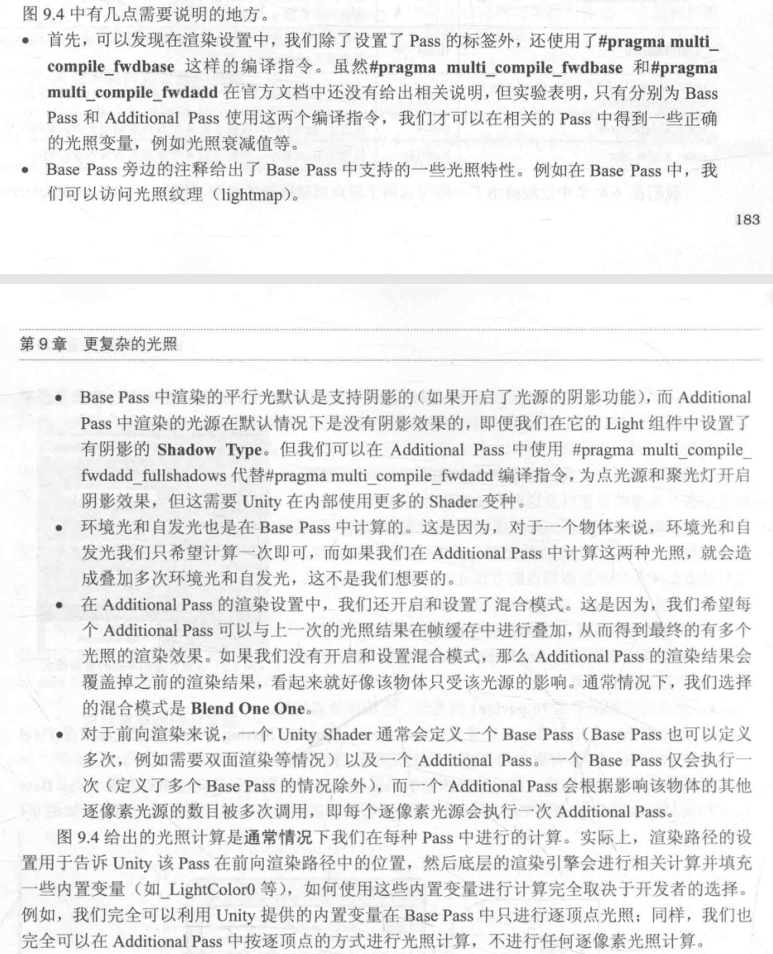 图 9.4 中有几点需要说明的地方。
● 首先，可以发现在渲染设置中，我们除了设置了 Pass 的标签外，还使用了#pragma multi_
compile_fwdbase 这样的编译指令。虽然#pragma multi_compile_fwdbase 和#pragma
multi_compile_fwdadd 在官方文档中还没有给出相关说明，但实验表明，只有分别为 Bass
Pass 和 Additional Pass 使用这两个编译指令，我们才可以在相关的 Pass 中得到一些正确
的光照变量，例如光照衰减值等。
● Base Pass 旁边的注释给出了 Base Pass 中支持的一些光照特性。例如在 Base Pass 中，我
们可以访问光照纹理（lightmap）。
183
第 9 章 更复杂的光照
● Base Pass 中渲染的平行光默认是支持阴影的（如果开启了光源的阴影功能），而 Additional
Pass 中渲染的光源在默认情况下是没有阴影效果的，即便我们在它的 Light 组件中设置了
有阴影的 Shadow Type。但我们可以在 Additional Pass 中使用 #pragma multi_compile_
fwdadd_fullshadows 代替#pragma multi_compile_fwdadd 编译指令，为点光源和聚光灯开启
阴影效果，但这需要 Unity 在内部使用更多的 Shader 变种。
● 环境光和自发光也是在 Base Pass 中计算的。这是因为，对于一个物体来说，环境光和自
发光我们只希望计算一次即可，而如果我们在 Additional Pass 中计算这两种光照，就会造
成叠加多次环境光和自发光，这不是我们想要的。
● 在 Additional Pass 的渲染设置中，我们还开启和设置了混合模式。这是因为，我们希望每
个 Additional Pass 可以与上一次的光照结果在帧缓存中进行叠加，从而得到最终的有多个
光照的渲染效果。如果我们没有开启和设置混合模式，那么 Additional Pass 的渲染结果会
覆盖掉之前的渲染结果，看起来就好像该物体只受该光源的影响。通常情况下，我们选择
的混合模式是 Blend One One。
● 对于前向渲染来说，一个 Unity Shader 通常会定义一个 Base Pass（Base Pass 也可以定义
多次，例如需要双面渲染等情况）以及一个 Additional Pass。一个 Base Pass 仅会执行一
次（定义了多个 Base Pass 的情况除外），而一个 Additional Pass 会根据影响该物体的其他
逐像素光源的数目被多次调用，即每个逐像素光源会执行一次 Additional Pass。
图 9.4 给出的光照计算是通常情况下我们在每种 Pass 中进行的计算。实际上，渲染路径的设
置用于告诉 Unity 该 Pass 在前向渲染路径中的位置，然后底层的渲染引擎会进行相关计算并填充
一些内置变量（如_LightColor0 等），如何使用这些内置变量进行计算完全取决于开发者的选择。
例如，我们完全可以利用 Unity 提供的内置变量在 Base Pass 中只进行逐顶点光照；同样，我们也
完全可以在 Additional Pass 中按逐顶点的方式进行光照计算，不进行任何逐像素光照计算。